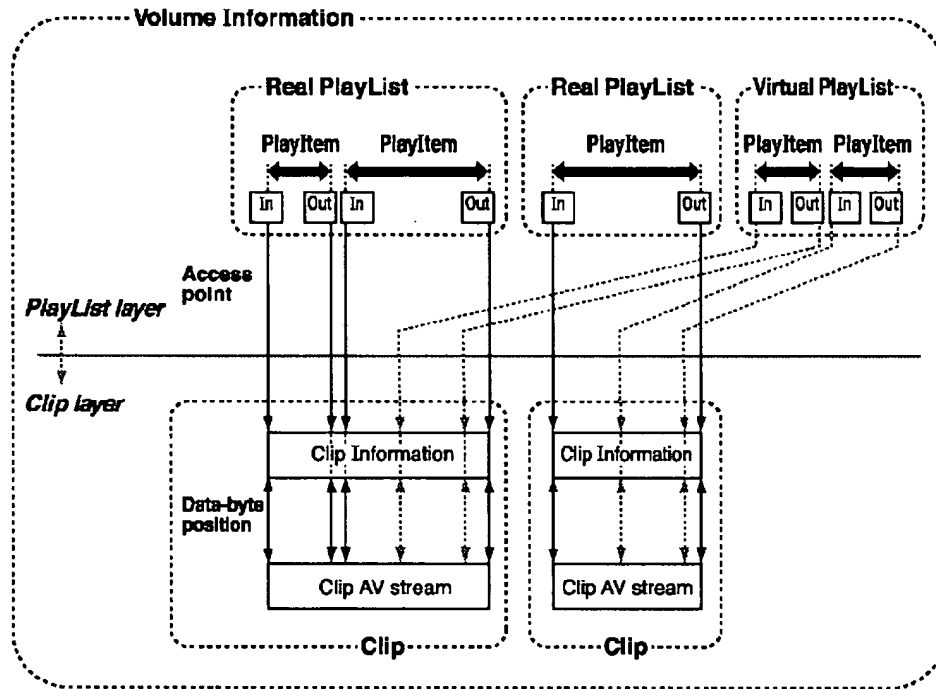 Volume Information
Real PlayList
Real PlayList
Virtual PlayList
PlayItem
PlayItem
PlayItem
PlayItem
PlayItem
In
Out
In
Out
In
Out
In
Out
In
Out
Access
point
PlayList layer
Clip layer
Clip Information
Clip Information
Data-byte
position
Clip AV stream
Clip AV stream
Clip
Clip